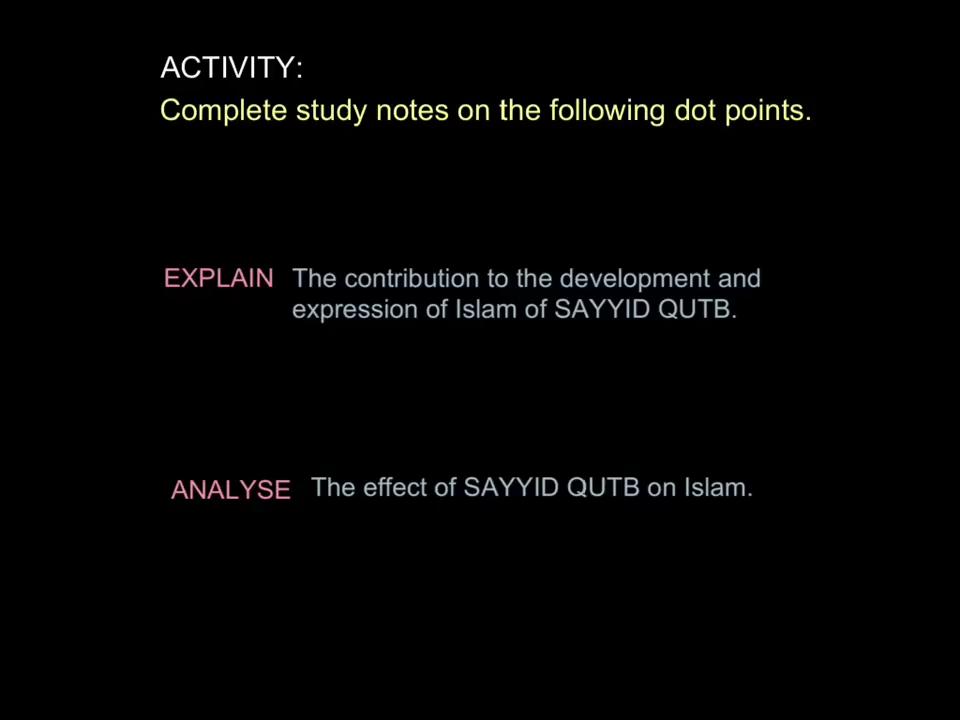 ACTIVITY:
Complete study notes on the following dot points.
EXPLAIN The contribution to the development and
expression of Islam of SAYYID QUTB.
ANALYSE The effect of SAYYID QUTB on Islam.